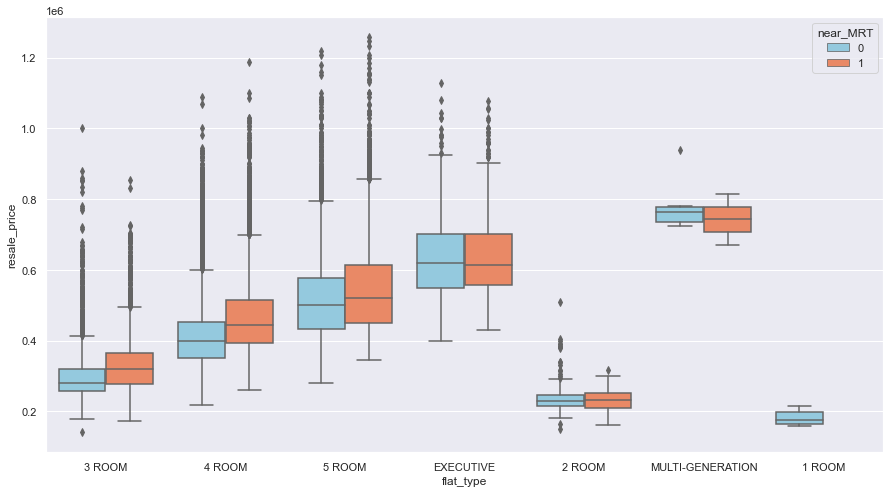 1e6
near_MRT
0
1
1.2
1.0
0.8
0.6
0.4
0.2
resale_price
3 ROOM 4 ROOM 5 ROOM EXECUTIVE 2 ROOM MULTI-GENERATION 1 ROOM
flat_type